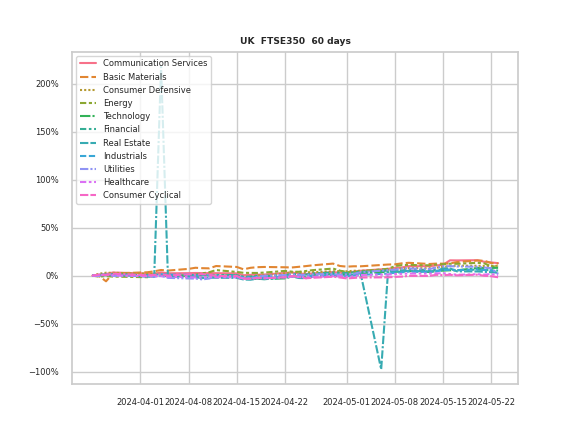 UK FTSE350 60 days
Communication Services
Basic Materials
Consumer Defensive
Energy
Technology
Financial
Real Estate
Industrials
Utilities
Healthcare
Consumer Cyclical
200%
150%
100%
50%
0%
−50%
−100%
2024-04-01 2024-04-08 2024-04-15 2024-04-22 2024-05-01 2024-05-08 2024-05-15 2024-05-22